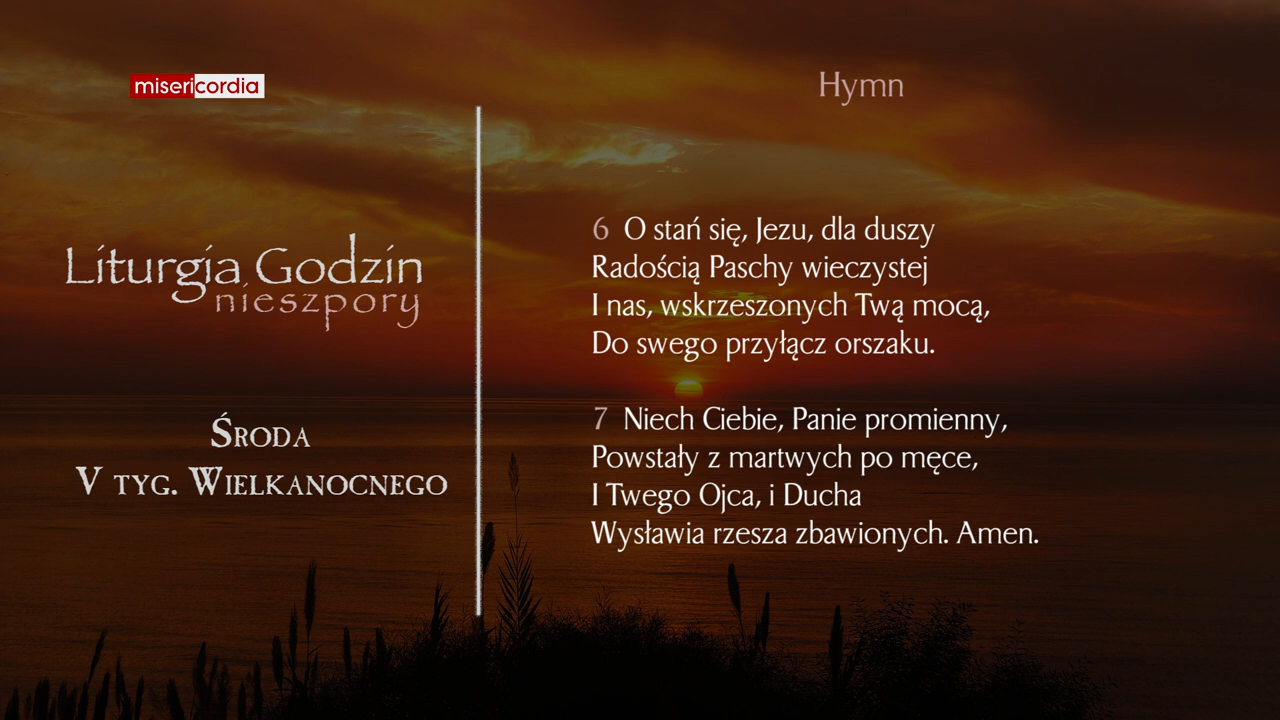 misericordia
Liturgia Godzin
nieszpory
Środa
V tyg. Wielkanocnego
Hymn
6 O stań się, Jezu, dla duszy
Radością Paschy wieczystej
I nas, wskrzeszonych Twą mocą,
Do swego przyłącz orszaku.
7 Niech Ciebie, Panie promienny,
Powstały z martwych po męce,
I Twego Ojca, i Ducha
Wysławia rzesza zbawionych. Amen.